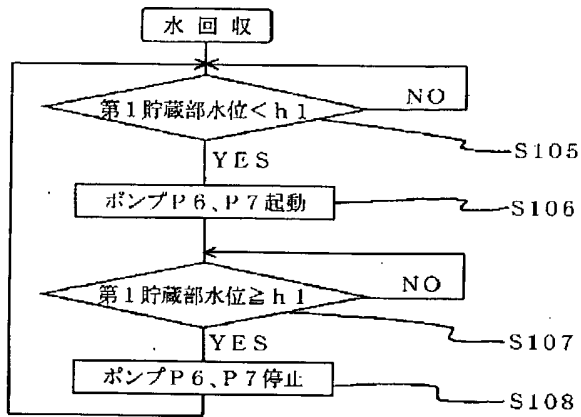 水 回 収
第１貯蔵部水位＜ｈ１
NO
S105
YES
ポンプＰ６、Ｐ７起動
S106
第１貯蔵部水位≧ｈ１
NO
S107
YES
ポンプＰ６、Ｐ７停止
S108